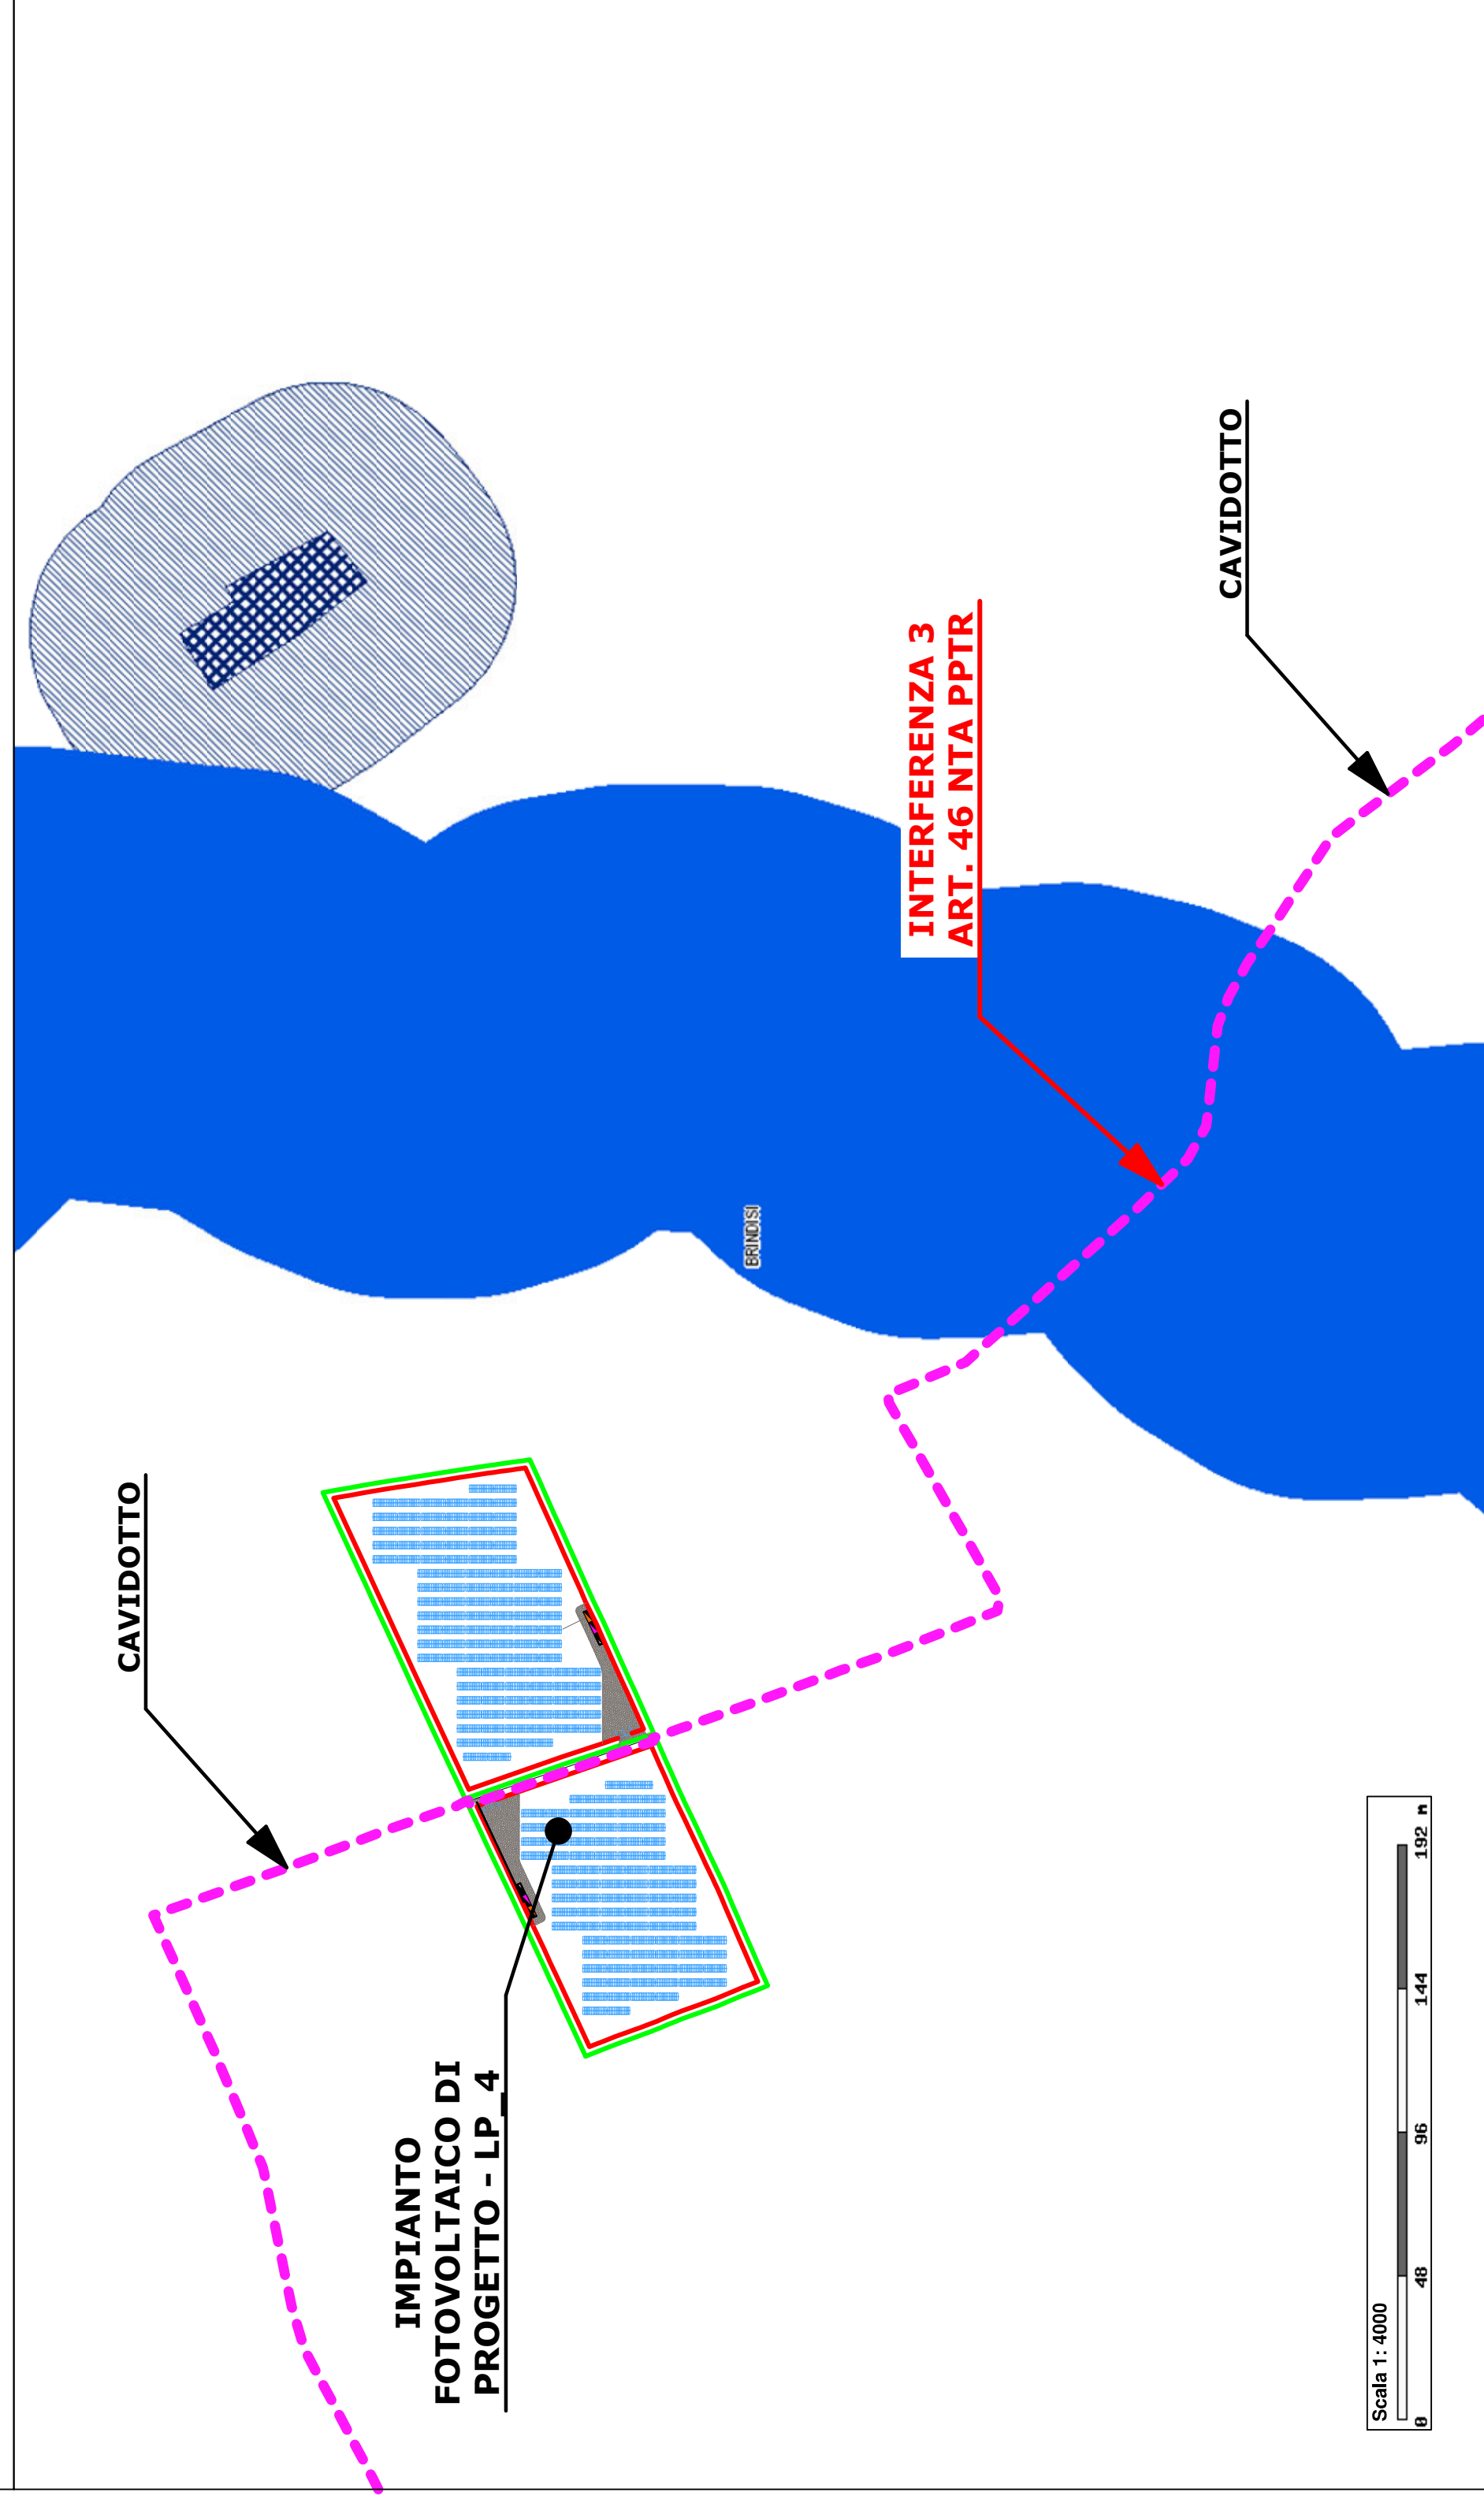 CAVIDOTTO
IMPIANTO
FOTOVOLTAICO DI
PROGETTO - LP_4
BRINDISI
INTERFERENZA 3
ART. 46 NTA PPTR
CAVIDOTTO
Scala 1: 4000
0 48 96 144 192 m